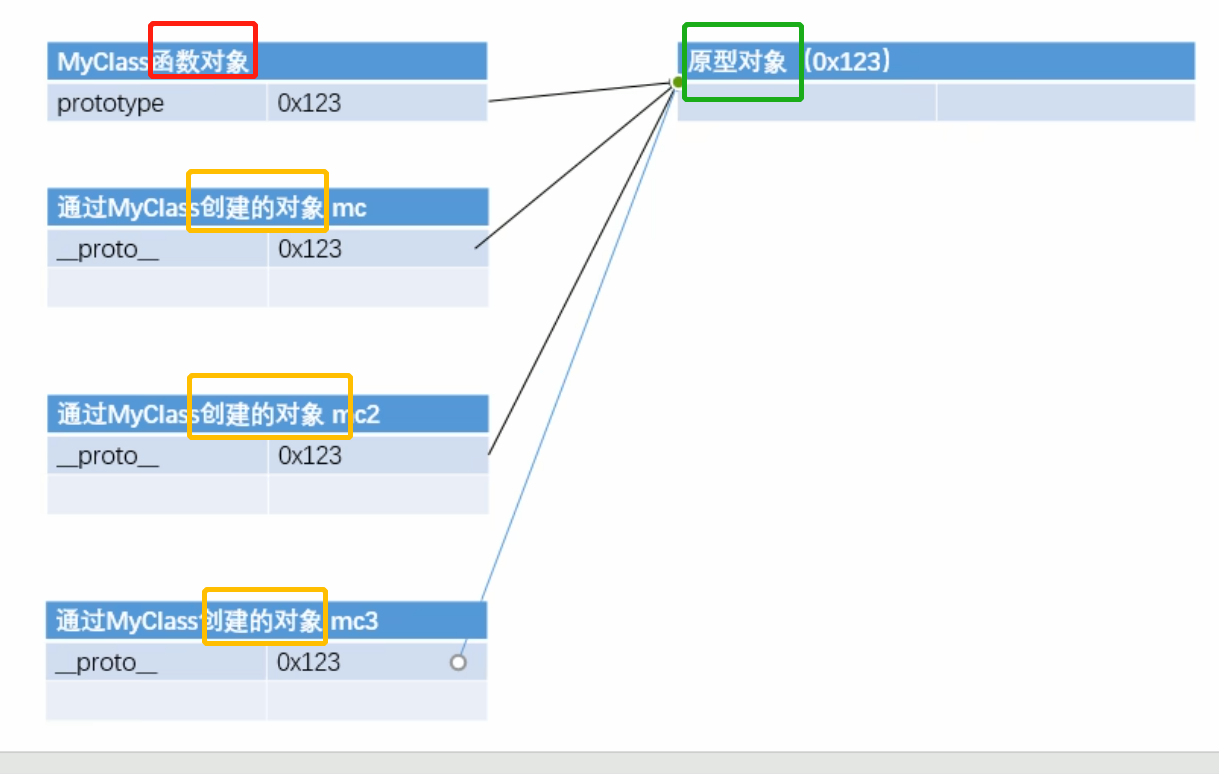 MyClass函数对象
prototype 0x123
原型对象（0x123）
通过MyClass创建的对象 mc
__proto__ 0x123
通过MyClass创建的对象 mc2
__proto__ 0x123
通过MyClass创建的对象 mc3
__proto__ 0x123